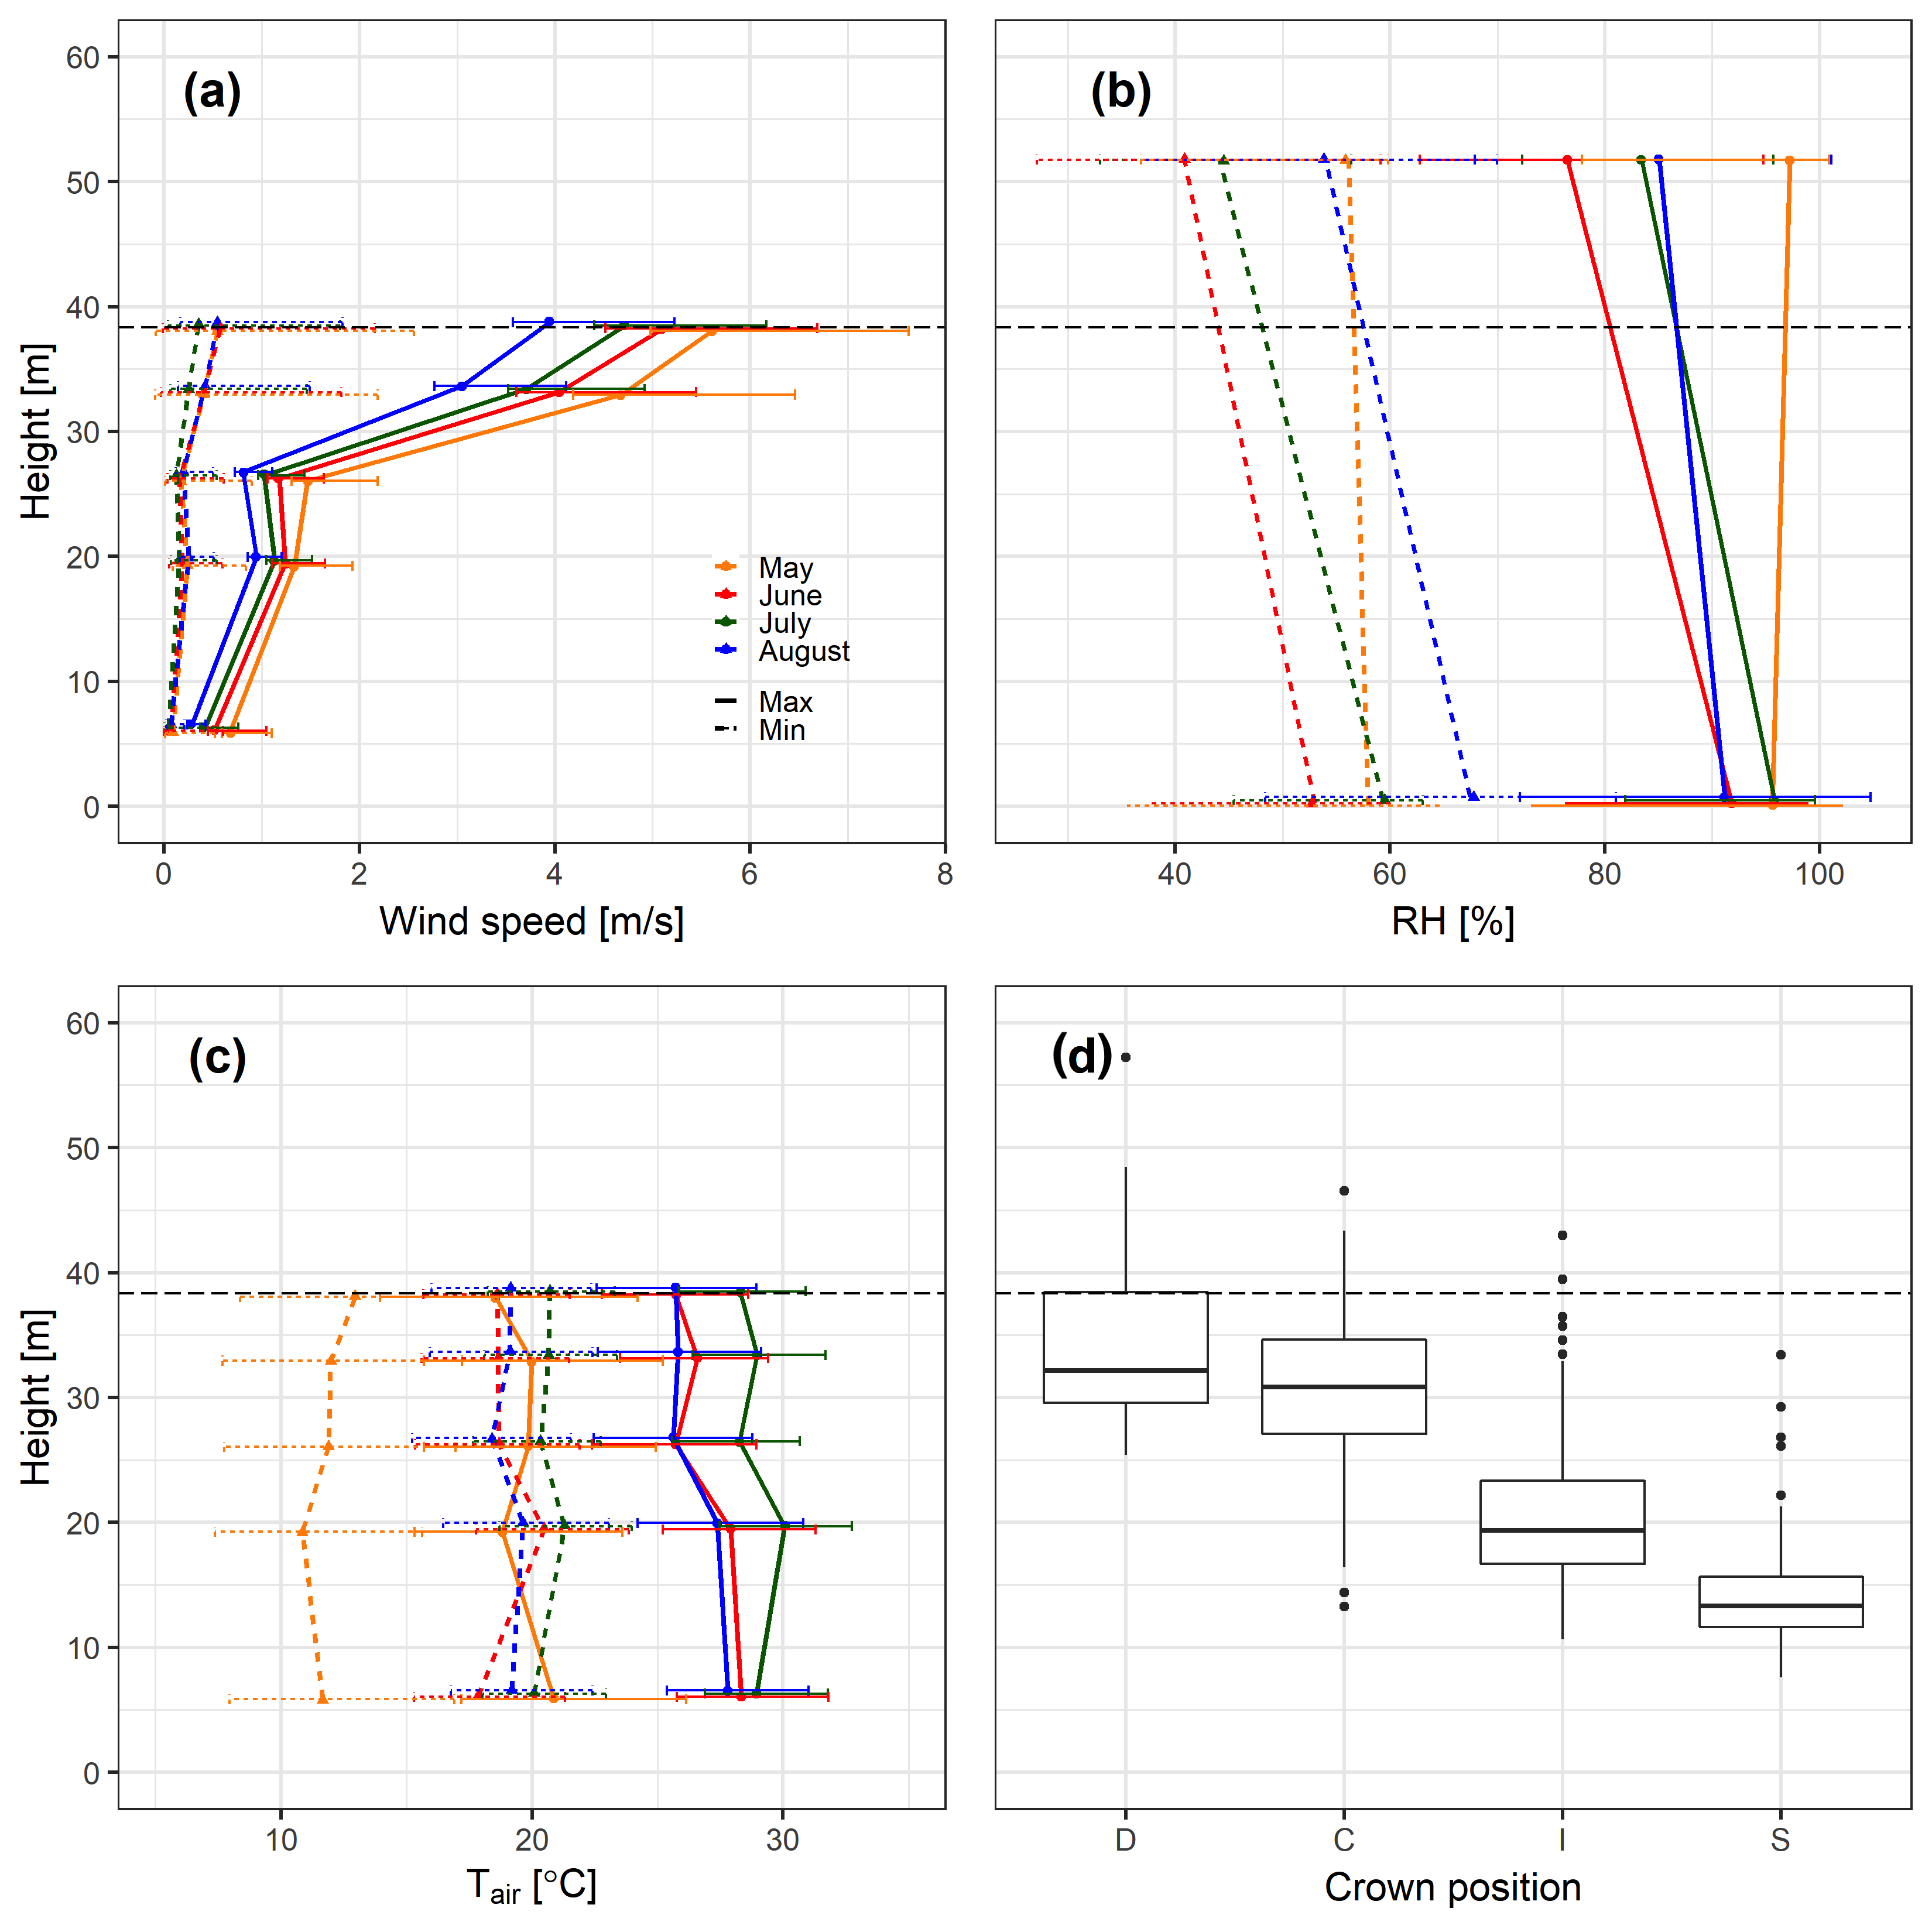 (a)
60
50
40
30
20
10
0
Height [m]
May
June
July
August
Max
Min
0 2 4 6 8
Wind speed [m/s]
(b)
40 60 80 100
RH [%]
(c)
60
50
40
30
20
10
0
Height [m]
10 20 30
Tair [°C]
(d)
D C I S
Crown position